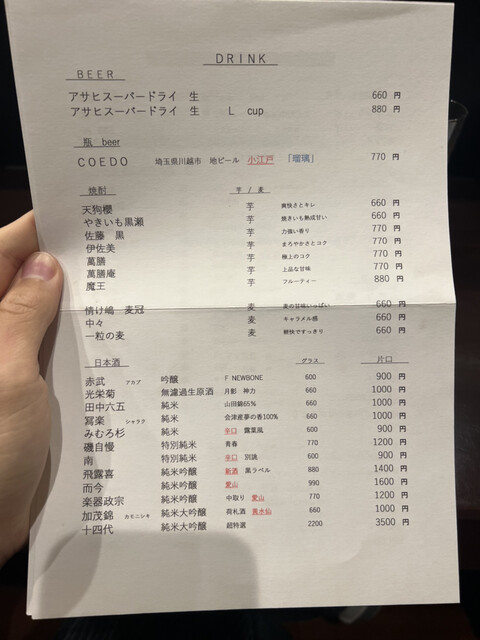 DRINK
BEER
アサヒスーパードライ 生 660 円
アサヒスーパードライ 生 L cup 880 円
瓶 beer
COEDO 埼玉県川越市 地ビール 小江戸 「瑠璃」 770 円
焼酎 芋 / 麦
天狗櫻 芋 爽快さとキレ 660 円
やきいも黒瀬 芋 焼きいも熟成甘い 660 円
佐藤 黒 芋 力強い香り 770 円
伊佐美 芋 まろやかさとコク 770 円
萬膳 芋 極上のコク 770 円
萬膳庵 芋 上品な甘味 770 円
魔王 芋 フルーティー 880 円
情け嶋 麦冠 麦 麦の甘味いっぱい 660 円
中々 麦 キャラメル感 660 円
一粒の麦 麦 鮮快ですっきり 660 円
日本酒 グラス 片口
赤武 アカブ 吟醸 F NEWBONE 600 900 円
光栄菊 無濾過生原酒 月影 神力 660 1000 円
田中六五 純米 山田錦65% 660 1000 円
冩楽 シャラク 純米 会津産夢の香100% 660 1000 円
みむろ杉 純米 辛口 露葉風 600 900 円
磯自慢 特別純米 青春 770 1200 円
南 特別純米 辛口 別誂 600 900 円
飛露喜 純米吟醸 新酒 黒ラベル 880 1400 円
而今 純米吟醸 愛山 990 1600 円
楽器政宗 純米吟醸 中取り 愛山 770 1200 円
加茂錦 カモニシキ 純米大吟醸 荷札酒 黄水仙 660 1000 円
十四代 純米大吟醸 超特選 2200 3500 円